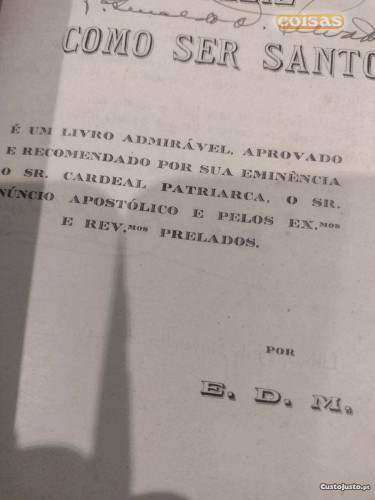 coisas
COMO SER SANTO
É UM LIVRO ADMIRÁVEL, APROVADO
E RECOMENDADO POR SUA EMINÊNCIA
O SR. CARDEAL PATRIARCA, O SR.
NÚNCIO APOSTÓLICO E PELOS EX.mos
E REV.mos PRELADOS.
POR
E. D. M.
CustoJusto.pt